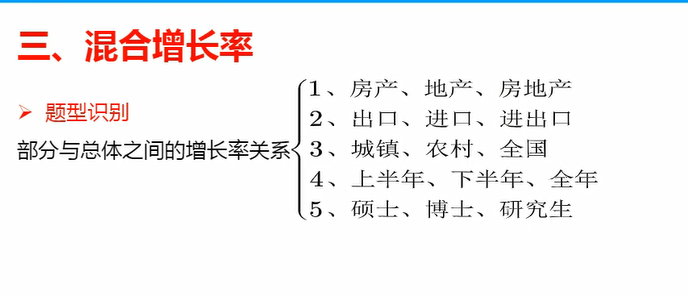 三、混合增长率
➢ 题型识别
部分与总体之间的增长率关系
1、房产、地产、房地产
2、出口、进口、进出口
3、城镇、农村、全国
4、上半年、下半年、全年
5、硕士、博士、研究生